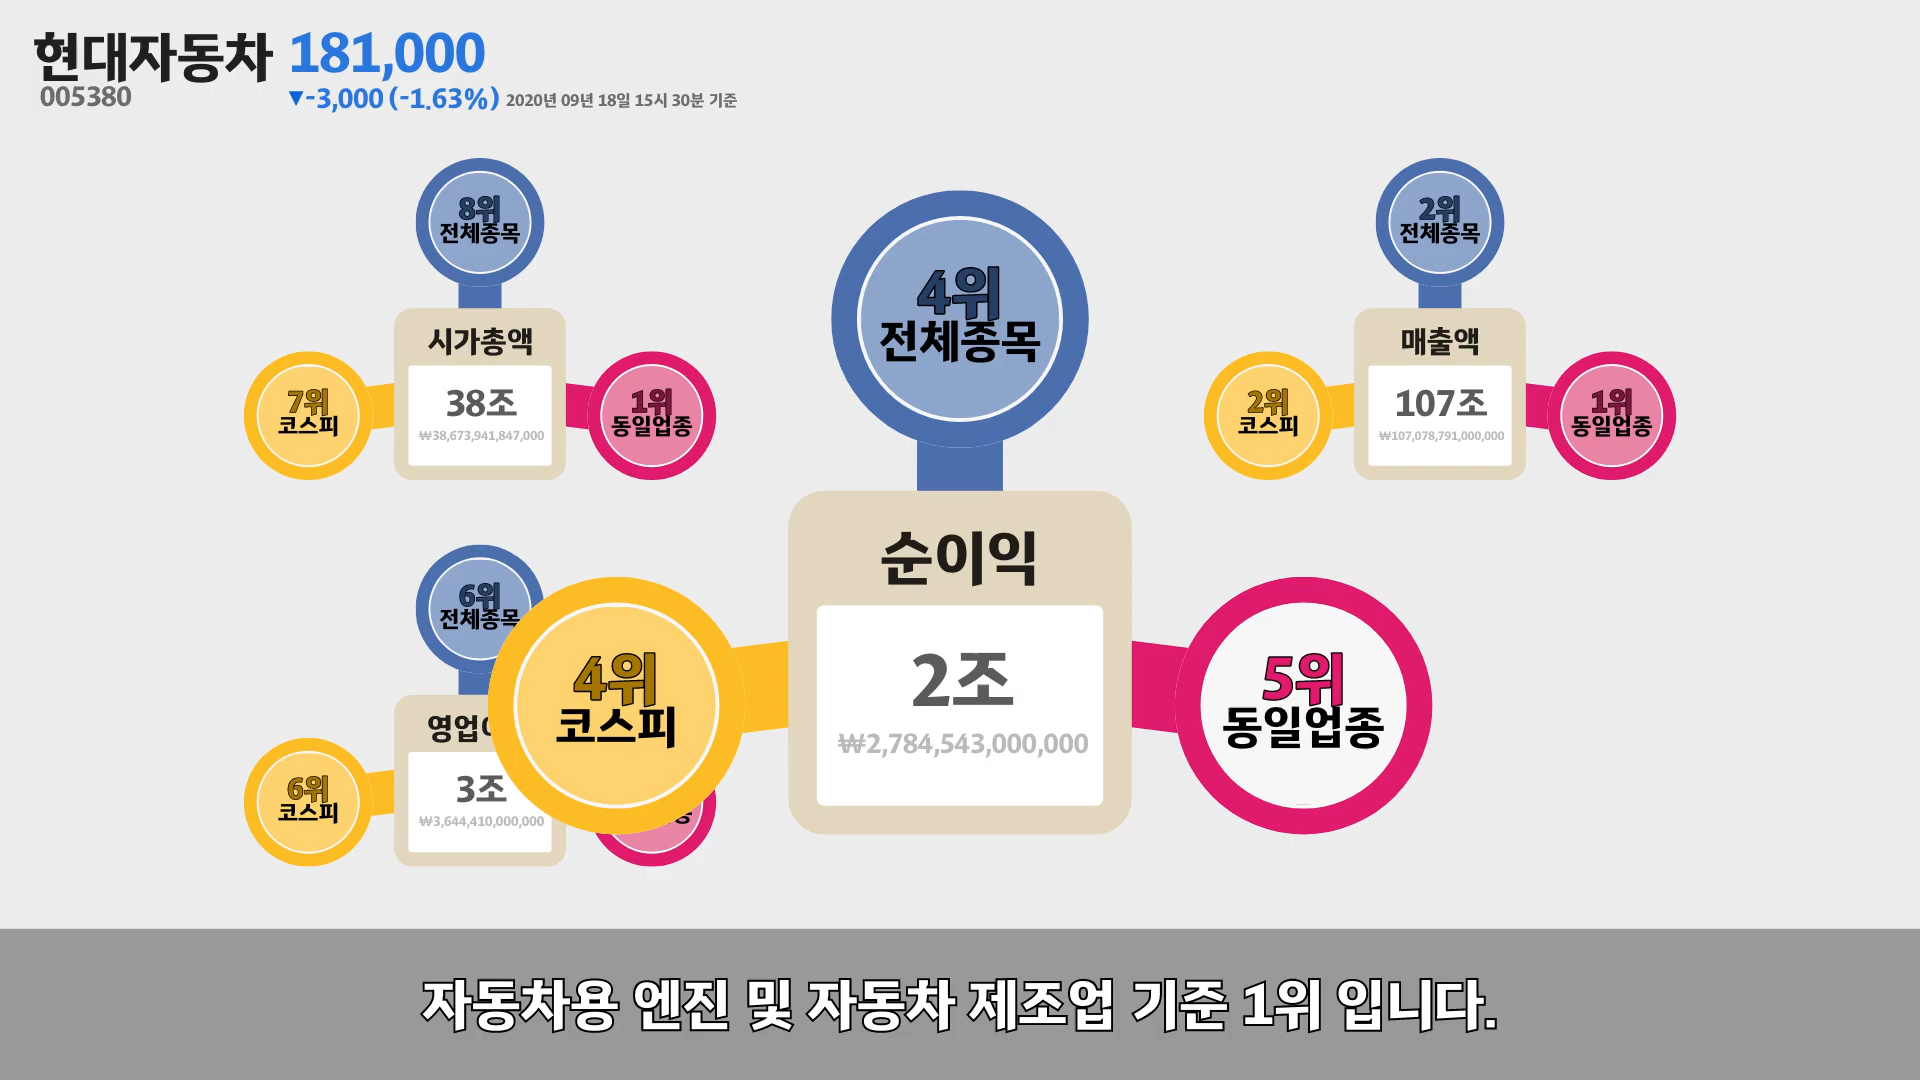 현대자동차 181,000
005380
▼-3,000 (-1.63%) 2020년 09년 18일 15시 30분 기준
8위
전체종목
시가총액
38조
₩38,673,941,847,000
7위
코스피
1위
동일업종
4위
전체종목
순이익
2조
₩2,784,543,000,000
4위
코스피
5위
동일업종
2위
전체종목
매출액
107조
₩107,078,791,000,000
2위
코스피
1위
동일업종
6위
전체종목
영업
3조
₩3,644,410,000,000
6위
코스피
자동차용 엔진 및 자동차 제조업 기준 1위 입니다.